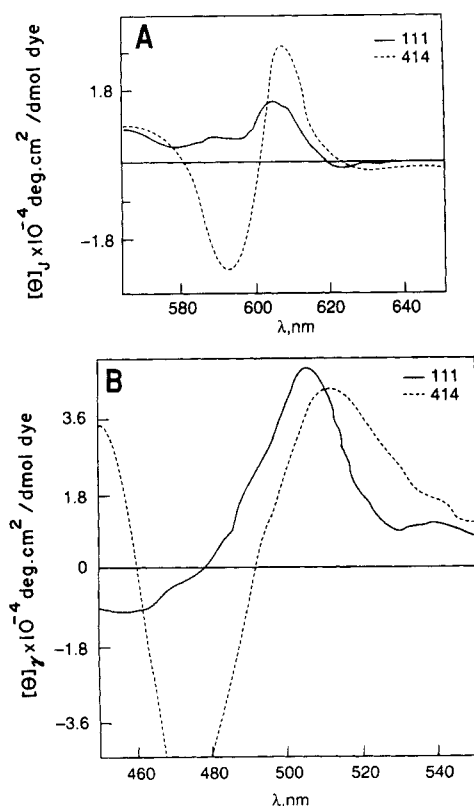 A
111
414
[Θ]J x10-4 deg.cm2 /dmol dye
1.8
-1.8
580 600 620 640
λ,nm
B
111
414
[Θ]γ x10-4 deg.cm2 /dmol dye
3.6
1.8
0
-1.8
-3.6
460 480 500 520 540
λ,nm